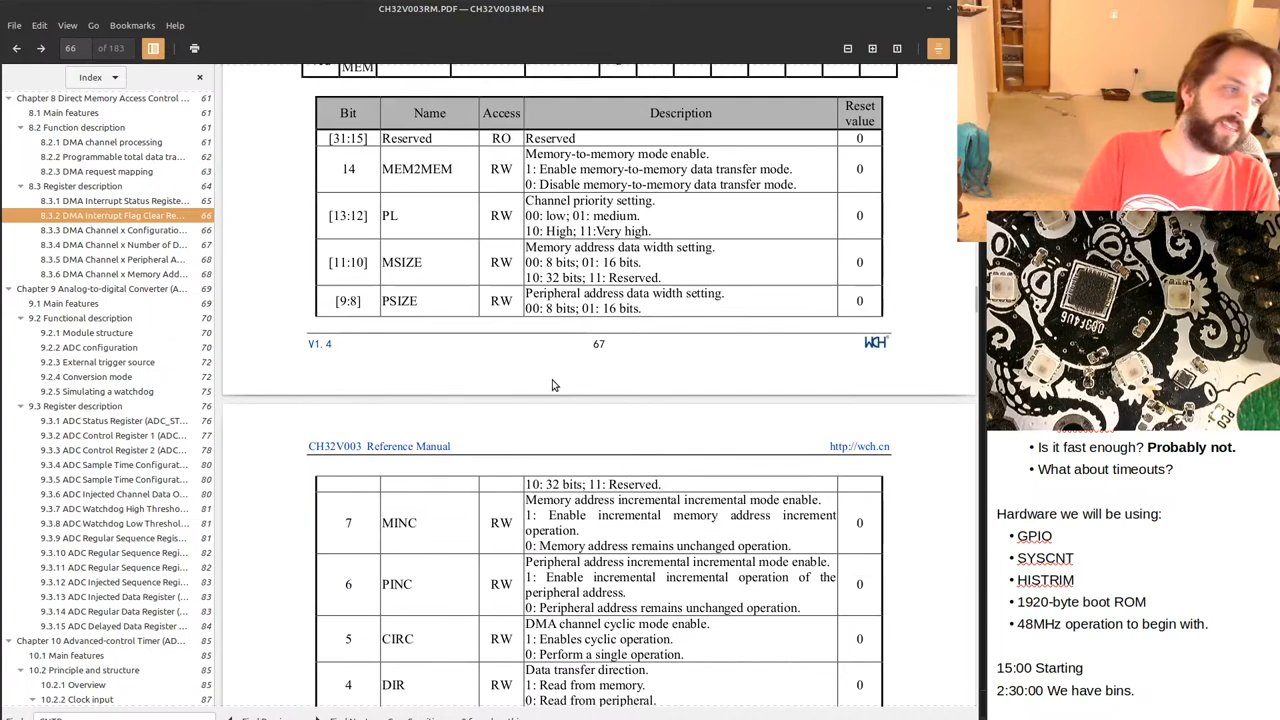 CH32V003RM.PDF — CH32V003RM-EN
File Edit View Go Bookmarks Help
66 of 183
Index
Chapter 8 Direct Memory Access Control ... 61
8.1 Main features 61
8.2 Function description 61
8.2.1 DMA channel processing 61
8.2.2 Programmable total data tra... 62
8.2.3 DMA request mapping 62
8.3 Register description 64
8.3.1 DMA Interrupt Status Registe... 65
8.3.2 DMA Interrupt Flag Clear Re... 66
8.3.3 DMA Channel x Configuratio... 66
8.3.4 DMA Channel x Number of D... 67
8.3.5 DMA Channel x Peripheral A... 68
8.3.6 DMA Channel x Memory Add... 68
Chapter 9 Analog-to-digital Converter (A... 69
9.1 Main features 69
9.2 Functional description 70
9.2.1 Module structure 70
9.2.2 ADC configuration 70
9.2.3 External trigger source 72
9.2.4 Conversion mode 72
9.2.5 Simulating a watchdog 75
9.3 Register description 76
9.3.1 ADC Status Register (ADC_ST... 76
9.3.2 ADC Control Register 1 (ADC... 77
9.3.3 ADC Control Register 2 (ADC... 78
9.3.4 ADC Sample Time Configurat... 80
9.3.5 ADC Sample Time Configurat... 80
9.3.6 ADC Injected Channel Data O... 80
9.3.7 ADC Watchdog High Thresho... 81
9.3.8 ADC Watchdog Low Threshol... 81
9.3.9 ADC Regular Sequence Regi... 81
9.3.10 ADC Regular Sequence Regi... 82
9.3.11 ADC Regular Sequence Regi... 82
9.3.12 ADC Injected Sequence Regi... 83
9.3.13 ADC Injected Data Register (... 83
9.3.14 ADC Regular Data Register (... 83
9.3.15 ADC Delayed Data Register ... 84
Chapter 10 Advanced-control Timer (AD... 85
10.1 Main features 85
10.2 Principle and structure 85
10.2.1 Overview 85
10.2.2 Clock input 87
MEM
Bit Name Access Description Reset value
[31:15] Reserved RO Reserved 0
14 MEM2MEM RW Memory-to-memory mode enable. 0
1: Enable memory-to-memory data transfer mode.
0: Disable memory-to-memory data transfer mode.
[13:12] PL RW Channel priority setting. 0
00: low; 01: medium.
10: High; 11:Very high.
[11:10] MSIZE RW Memory address data width setting. 0
00: 8 bits; 01: 16 bits.
10: 32 bits; 11: Reserved.
[9:8] PSIZE RW Peripheral address data width setting. 0
00: 8 bits; 01: 16 bits.
V1. 4 67 WCH
CH32V003 Reference Manual http://wch.cn
10: 32 bits; 11: Reserved.
7 MINC RW Memory address incremental incremental mode enable. 0
1: Enable incremental memory address increment
operation.
0: Memory address remains unchanged operation.
6 PINC RW Peripheral address incremental incremental mode enable. 0
1: Enable incremental incremental operation of the
peripheral address.
0: Peripheral address remains unchanged operation.
5 CIRC RW DMA channel cyclic mode enable. 0
1: Enables cyclic operation.
0: Perform a single operation.
4 DIR RW Data transfer direction. 0
1: Read from memory.
0: Read from peripheral.
• Is it fast enough? Probably not.
• What about timeouts?
Hardware we will be using:
• GPIO
• SYSCNT
• HISTRIM
• 1920-byte boot ROM
• 48MHz operation to begin with.
15:00 Starting
2:30:00 We have bins.